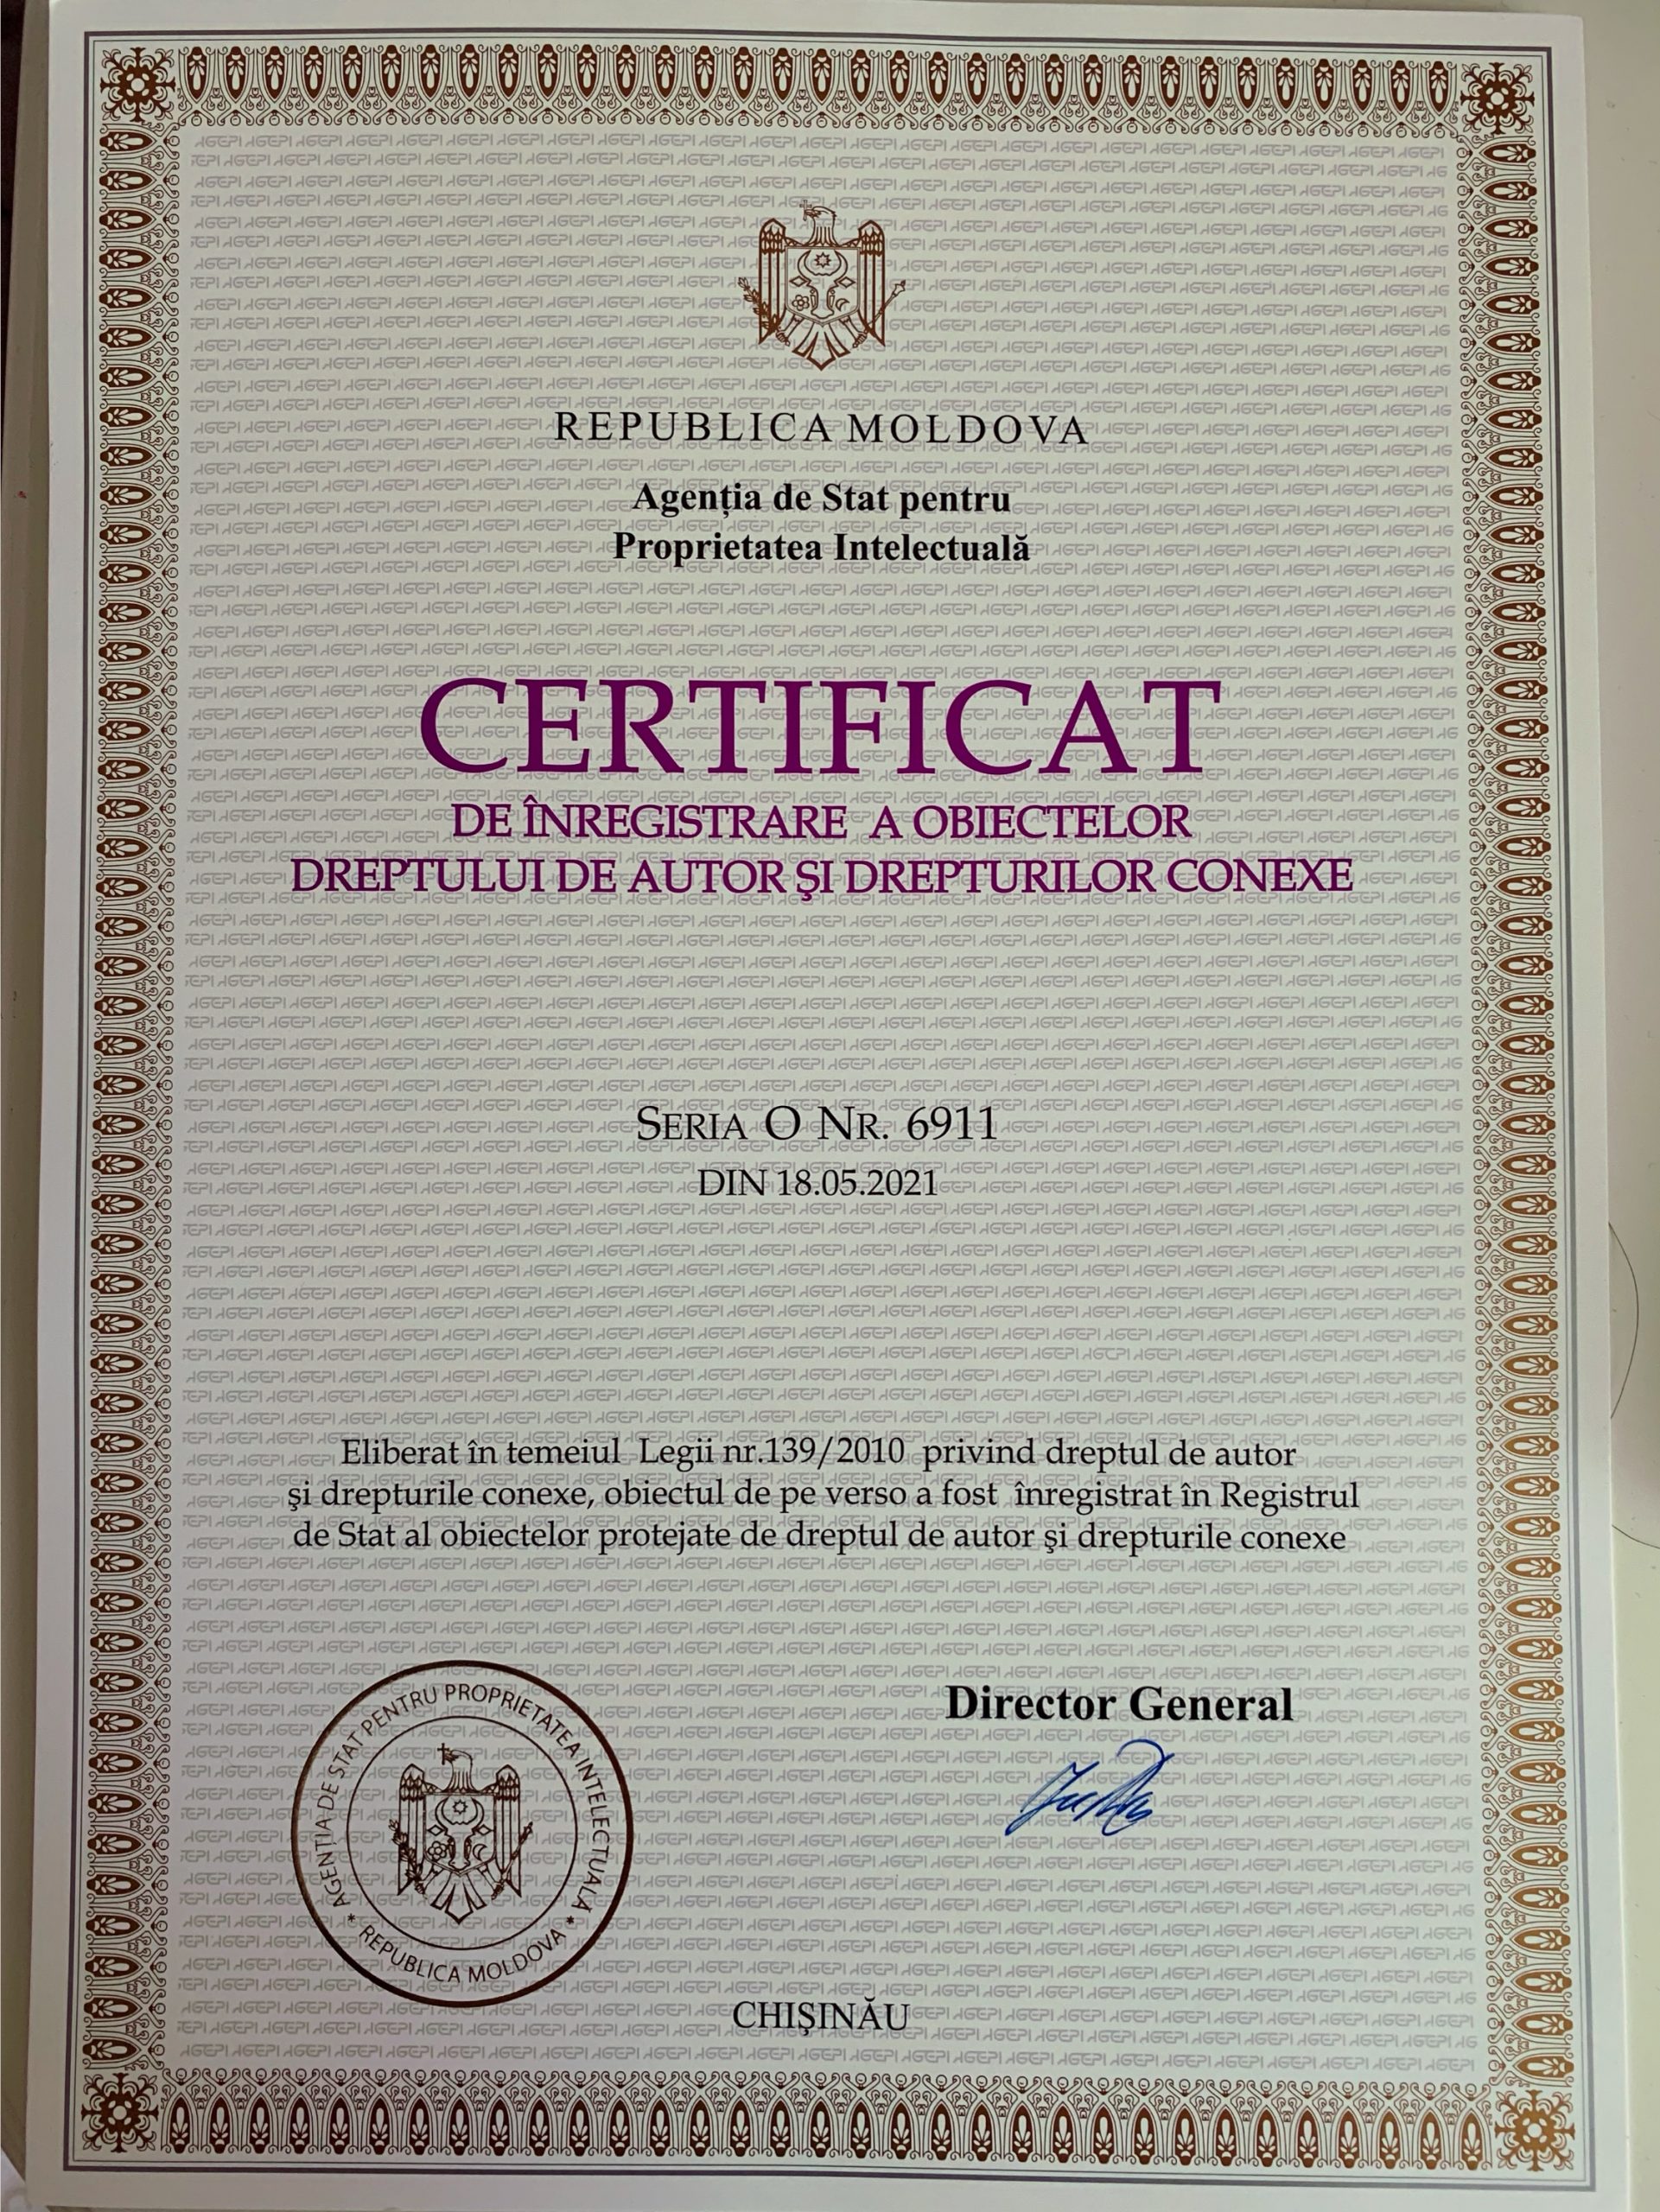 REPUBLICA MOLDOVA
Agenția de Stat pentru
Proprietatea Intelectuală
CERTIFICAT
DE ÎNREGISTRARE A OBIECTELOR
DREPTULUI DE AUTOR ŞI DREPTURILOR CONEXE
SERIA O NR. 6911
DIN 18.05.2021
Eliberat în temeiul Legii nr.139/2010 privind dreptul de autor
şi drepturile conexe, obiectul de pe verso a fost înregistrat în Registrul
de Stat al obiectelor protejate de dreptul de autor şi drepturile conexe
Director General
AGENȚIA DE STAT PENTRU PROPRIETATEA INTELECTUALĂ
* REPUBLICA MOLDOVA *
CHIŞINĂU